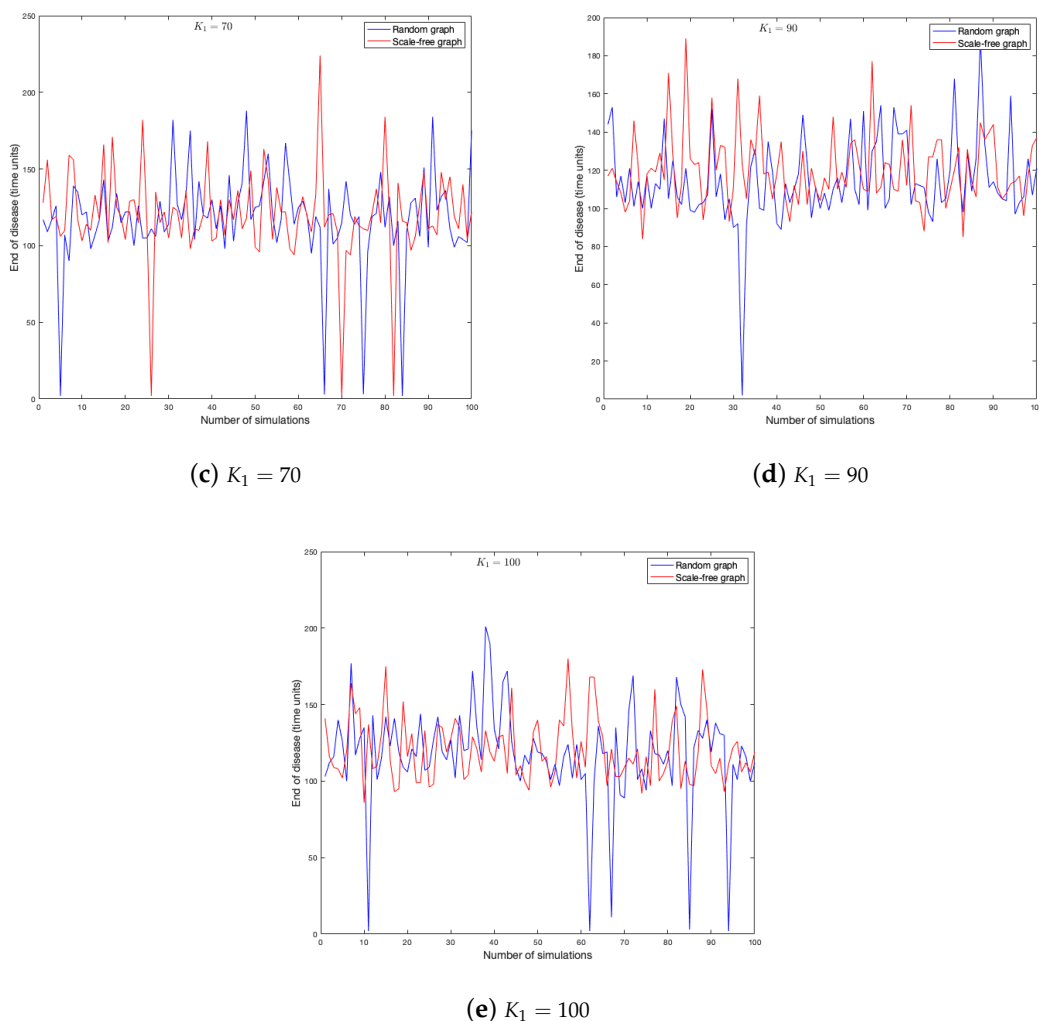 K₁ = 70
Random graph
Scale-free graph
250
200
150
100
50
0
End of disease (time units)
0 10 20 30 40 50 60 70 80 90 100
Number of simulations
(c) K₁ = 70
K₁ = 90
Random graph
Scale-free graph
200
180
160
140
120
100
80
60
40
20
0
End of disease (time units)
0 10 20 30 40 50 60 70 80 90 100
Number of simulations
(d) K₁ = 90
K₁ = 100
Random graph
Scale-free graph
250
200
150
100
50
0
End of disease (time units)
0 10 20 30 40 50 60 70 80 90 100
Number of simulations
(e) K₁ = 100